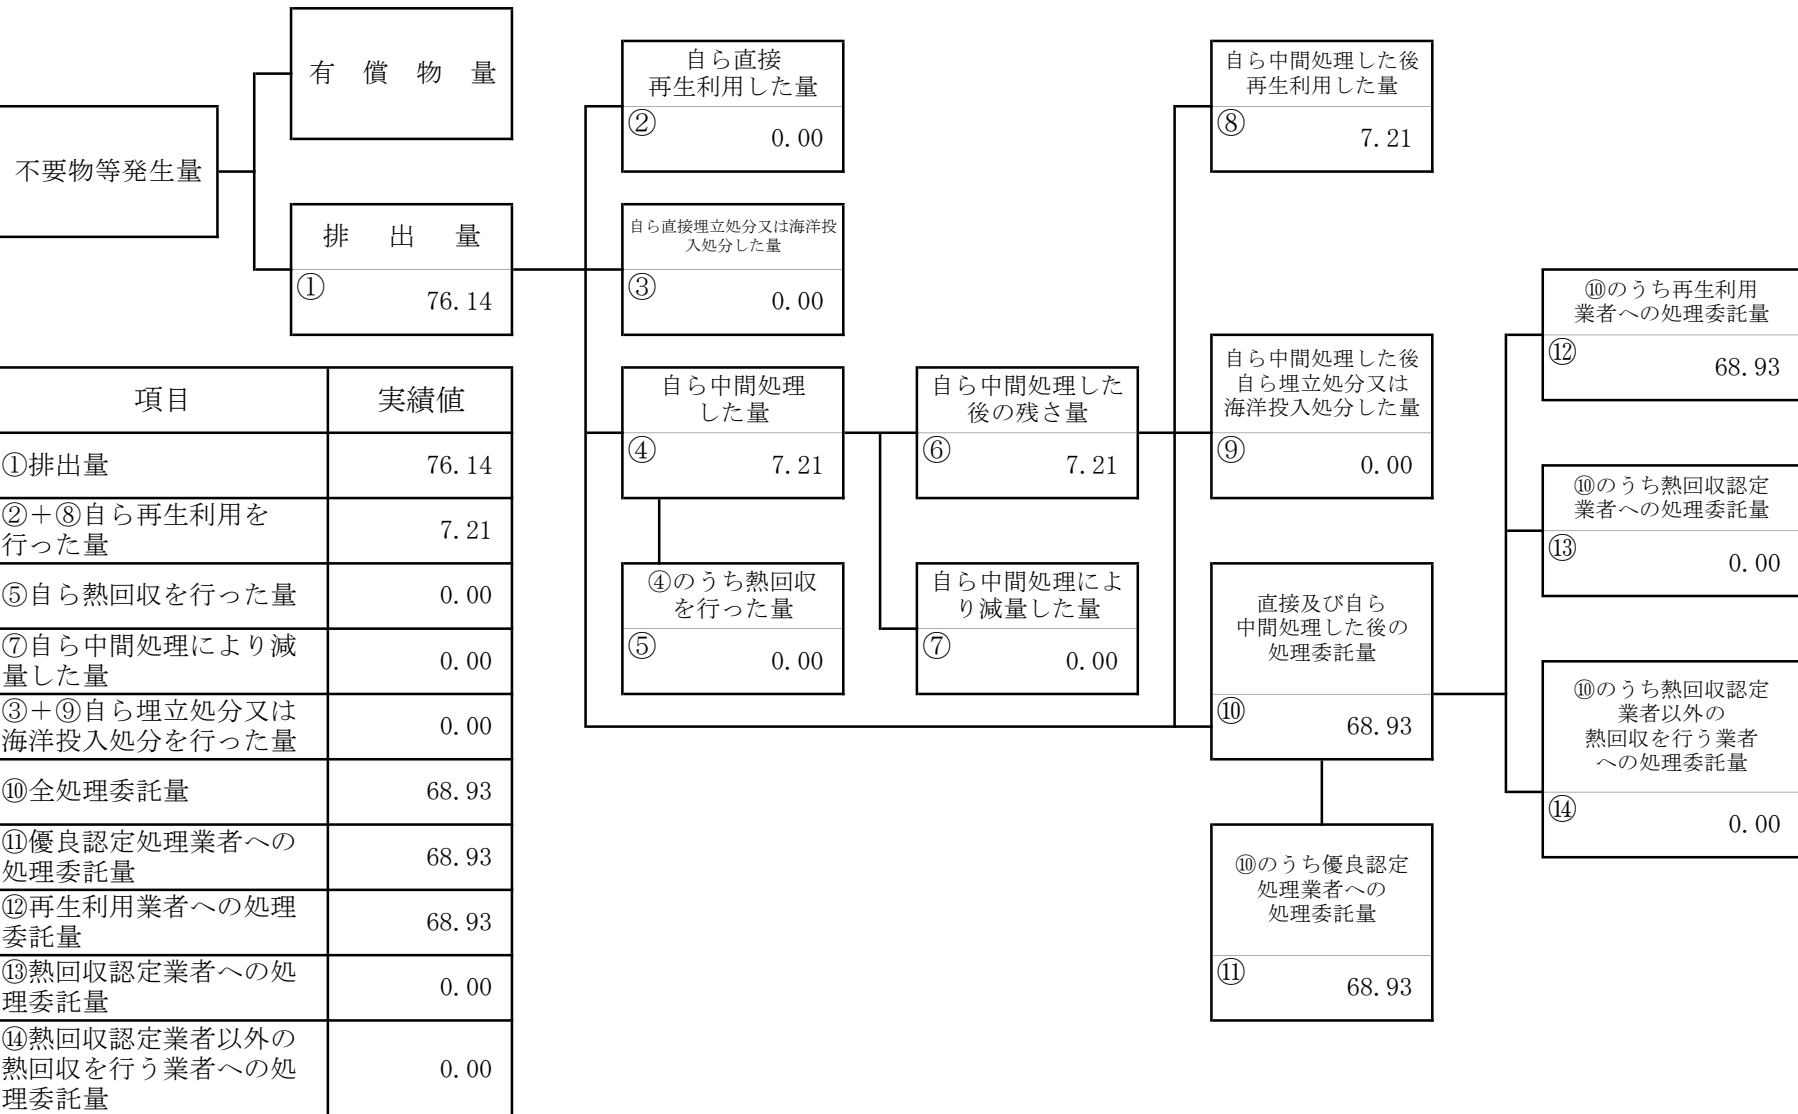 有償物量
不要物等発生量
排出量
①
76.14
自ら直接
再生利用した量
②
0.00
自ら直接埋立処分又は海洋投
入処分した量
③
0.00
自ら中間処理
した量
④
7.21
④のうち熱回収
を行った量
⑤
0.00
自ら中間処理した
後の残さ量
⑥
7.21
自ら中間処理によ
り減量した量
⑦
0.00
自ら中間処理した後
再生利用した量
⑧
7.21
自ら中間処理した後
自ら埋立処分又は
海洋投入処分した量
⑨
0.00
直接及び自ら
中間処理した後の
処理委託量
⑩
68.93
⑩のうち優良認定
処理業者への
処理委託量
⑪
68.93
⑩のうち再生利用
業者への処理委託量
⑫
68.93
⑩のうち熱回収認定
業者への処理委託量
⑬
0.00
⑩のうち熱回収認定
業者以外の
熱回収を行う業者
への処理委託量
⑭
0.00
項目 実績値
①排出量 76.14
②+⑧自ら再生利用を
行った量 7.21
⑤自ら熱回収を行った量 0.00
⑦自ら中間処理により減
量した量 0.00
③+⑨自ら埋立処分又は
海洋投入処分を行った量 0.00
⑩全処理委託量 68.93
⑪優良認定処理業者への
処理委託量 68.93
⑫再生利用業者への処理
委託量 68.93
⑬熱回収認定業者への処
理委託量 0.00
⑭熱回収認定業者以外の
熱回収を行う業者への処
理委託量 0.00